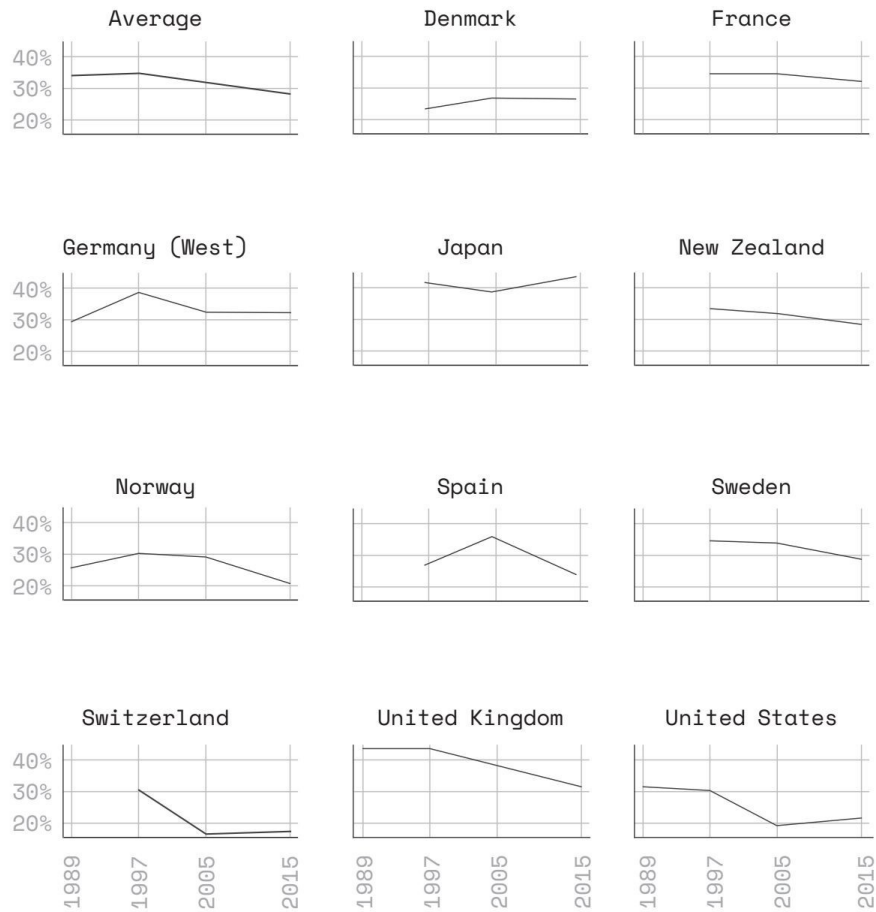 Average
Denmark
France
40%
30%
20%
Germany (West)
Japan
New Zealand
40%
30%
20%
Norway
Spain
Sweden
40%
30%
20%
Switzerland
United Kingdom
United States
40%
30%
20%
1989
1997
2005
2015
1989
1997
2005
2015
1989
1997
2005
2015